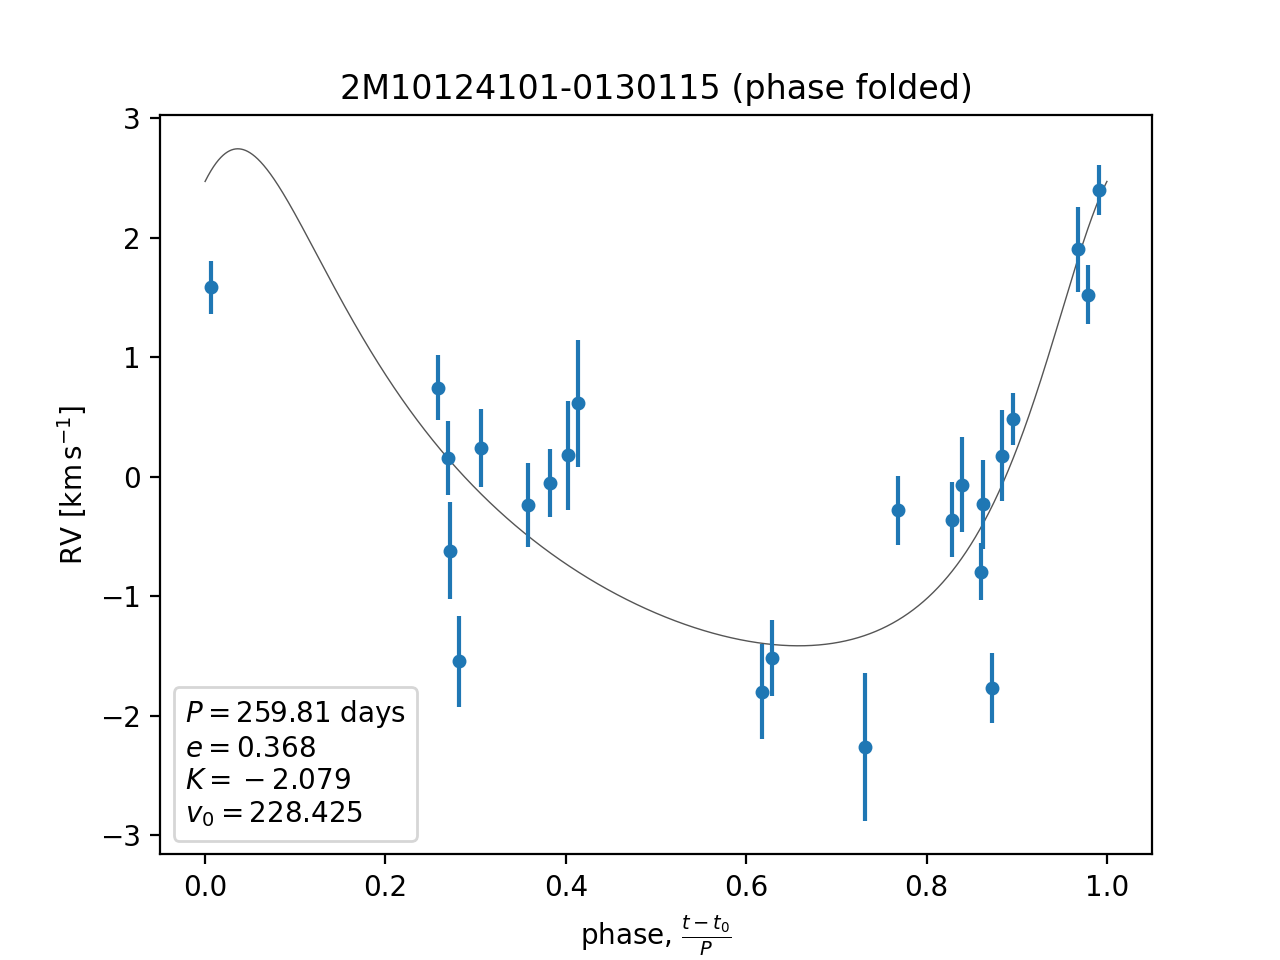 2M10124101-0130115 (phase folded)
3
2
1
0
−1
−2
−3
RV [km s⁻¹]
P = 259.81 days
e = 0.368
K = −2.079
v₀ = 228.425
0.0 0.2 0.4 0.6 0.8 1.0
phase, (t − t₀)/P